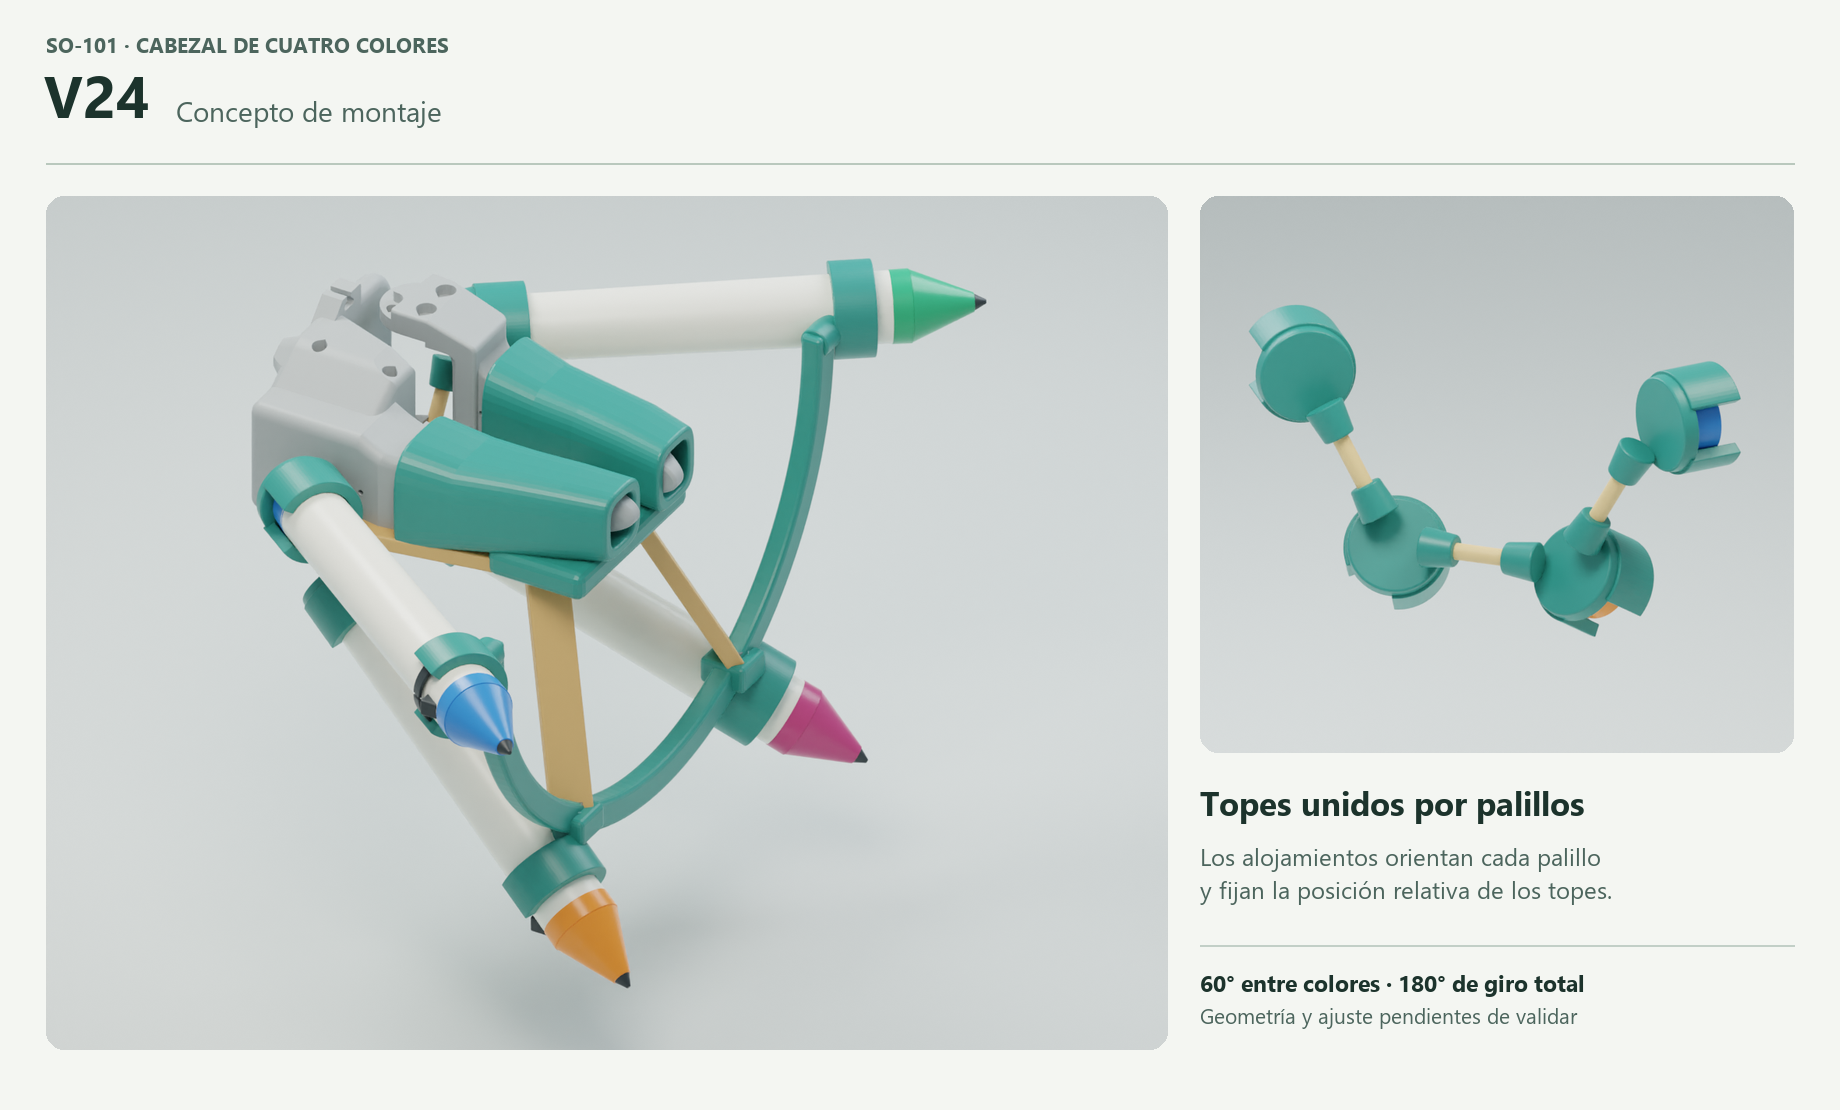 SO-101 · CABEZAL DE CUATRO COLORES
V24 Concepto de montaje
Topes unidos por palillos
Los alojamientos orientan cada palillo
y fijan la posición relativa de los topes.
60° entre colores · 180° de giro total
Geometría y ajuste pendientes de validar